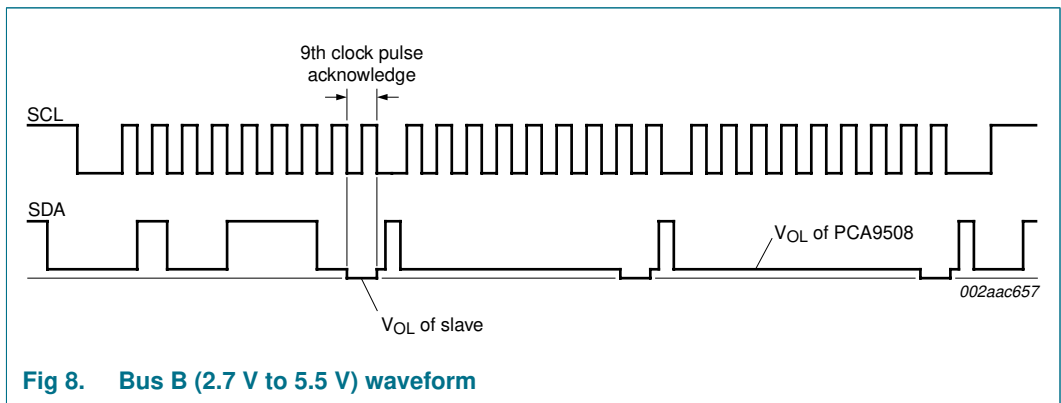 9th clock pulse
acknowledge
SCL
SDA
VOL of PCA9508
002aac657
VOL of slave
Fig 8. Bus B (2.7 V to 5.5 V) waveform